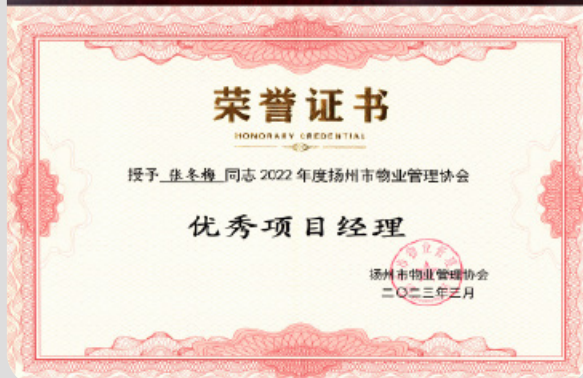 荣誉证书
HONORARY CREDENTIAL
授予 张冬梅 同志 2022 年度扬州市物业管理协会
优秀项目经理
扬州市物业管理协会
二〇二三年三月